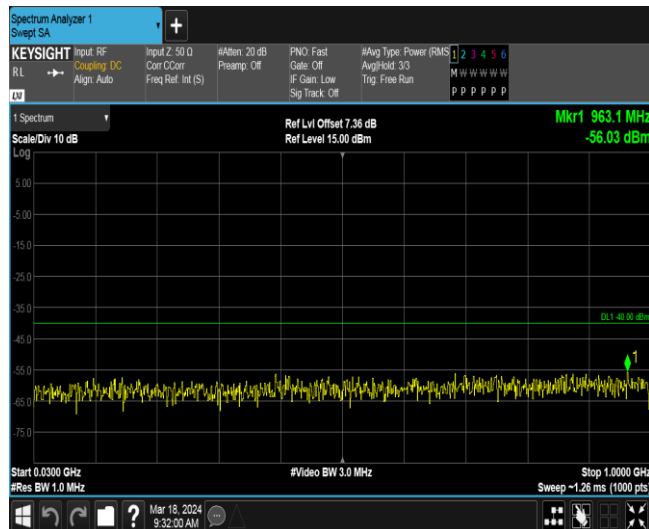 Spectrum Analyzer 1
Swept SA
+
KEYSIGHT Input: RF Input Z: 50 Ω #Atten: 20 dB PNO: Fast #Avg Type: Power (RMS 1 2 3 4 5 6
RL Coupling: DC Corr CCorr Preamp: Off Gate: Off Avg|Hold: 3/3 M W W W W W
Align: Auto Freq Ref: Int (S) IF Gain: Low Trig: Free Run
LXI Sig Track: Off P P P P P P
1 Spectrum Ref Lvl Offset 7.36 dB Mkr1 963.1 MHz
Scale/Div 10 dB Ref Level 15.00 dBm -56.03 dBm
Log
5.00
-5.00
-15.0
-25.0
-35.0
DL1 -40.00 dBm
-45.0
1
-55.0
-65.0
-75.0
Start 0.0300 GHz #Video BW 3.0 MHz Stop 1.0000 GHz
#Res BW 1.0 MHz Sweep ~1.26 ms (1000 pts)
? Mar 18, 2024
9:32:00 AM